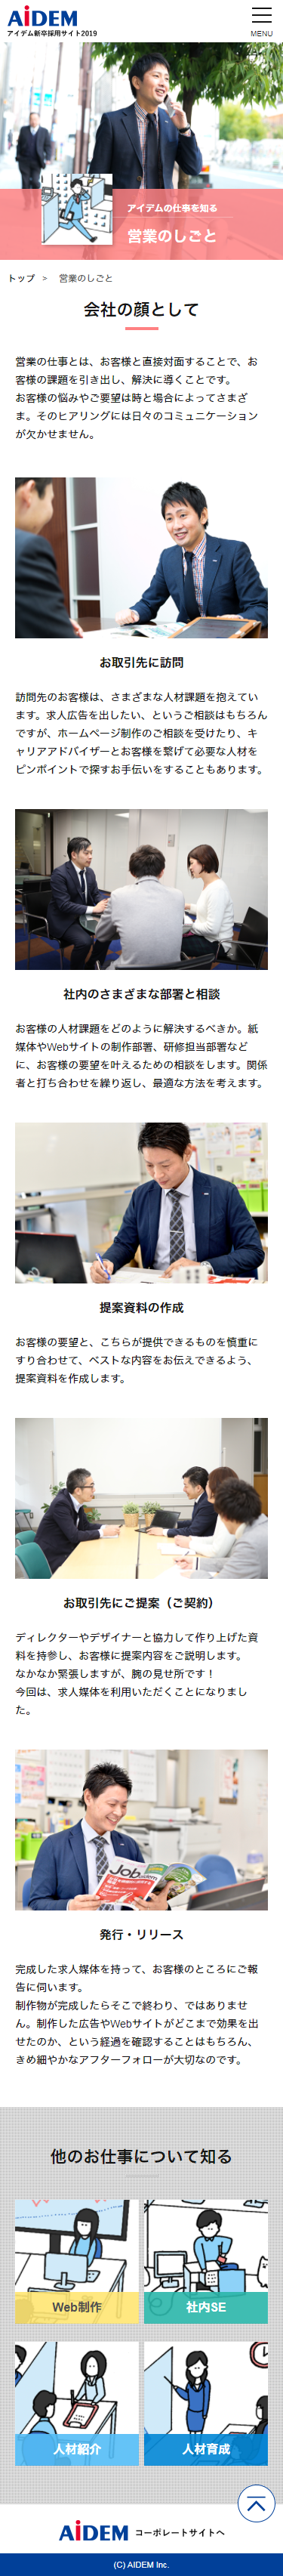 AiDEM
アイデム新卒採用サイト2019
MENU
アイデムの仕事を知る
営業のしごと
トップ > 営業のしごと
会社の顔として
営業の仕事とは、お客様と直接対面することで、お
客様の課題を引き出し、解決に導くことです。
お客様の悩みやご要望は時と場合によってさまざ
ま。そのヒアリングには日々のコミュニケーション
が欠かせません。
お取引先に訪問
訪問先のお客様は、さまざまな人材課題を抱えてい
ます。求人広告を出したい、というご相談はもちろん
ですが、ホームページ制作のご相談を受けたり、キ
ャリアアドバイザーとお客様を繋げて必要な人材を
ピンポイントで探すお手伝いをすることもあります。
社内のさまざまな部署と相談
お客様の人材課題をどのように解決するべきか。紙
媒体やWebサイトの制作部署、研修担当部署など
に、お客様の要望を叶えるための相談をします。関係
者と打ち合わせを繰り返し、最適な方法を考えます。
提案資料の作成
お客様の要望と、こちらが提供できるものを慎重に
すり合わせて、ベストな内容をお伝えできるよう、
提案資料を作成します。
お取引先にご提案（ご契約）
ディレクターやデザイナーと協力して作り上げた資
料を持参し、お客様に提案内容をご説明します。
なかなか緊張しますが、腕の見せ所です！
今回は、求人媒体を利用いただくことになりまし
た。
Job
発行・リリース
完成した求人媒体を持って、お客様のところにご報
告に伺います。
制作物が完成したらそこで終わり、ではありませ
ん。制作した広告やWebサイトがどこまで効果を出
せたのか、という経過を確認することはもちろん、
きめ細やかなアフターフォローが大切なのです。
他のお仕事について知る
Web制作
社内SE
人材紹介
人材育成
AiDEM コーポレートサイトへ
(C) AIDEM Inc.